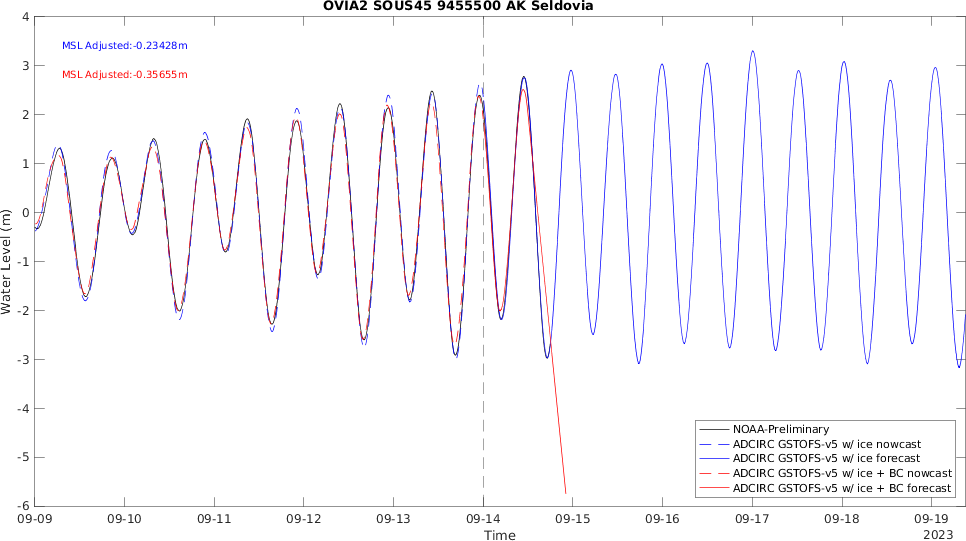 OVIA2 SOUS45 9455500 AK Seldovia
MSL Adjusted:-0.23428m
MSL Adjusted:-0.35655m
Water Level (m)
4
3
2
1
0
-1
-2
-3
-4
-5
-6
NOAA-Preliminary
ADCIRC GSTOFS-v5 w/ ice nowcast
ADCIRC GSTOFS-v5 w/ ice forecast
ADCIRC GSTOFS-v5 w/ ice + BC nowcast
ADCIRC GSTOFS-v5 w/ ice + BC forecast
09-09 09-10 09-11 09-12 09-13 09-14 09-15 09-16 09-17 09-18 09-19
Time
2023